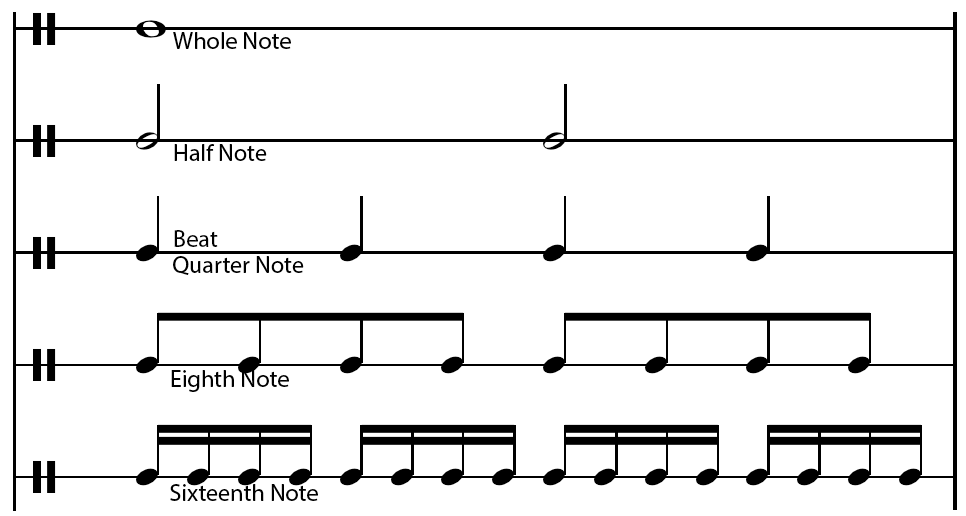 Whole Note
Half Note
Beat
Quarter Note
Eighth Note
Sixteenth Note